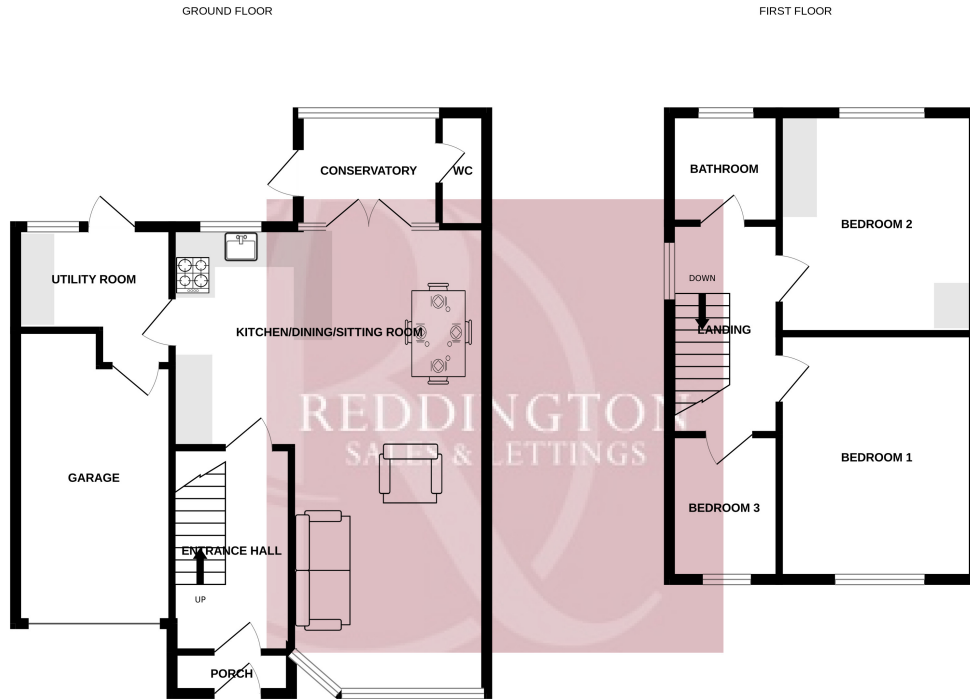 GROUND FLOOR
FIRST FLOOR
CONSERVATORY
WC
BATHROOM
BEDROOM 2
UTILITY ROOM
DOWN
KITCHEN/DINING/SITTING ROOM
LANDING
REDDINGTON
SALES & LETTINGS
BEDROOM 1
GARAGE
BEDROOM 3
ENTRANCE HALL
UP
PORCH